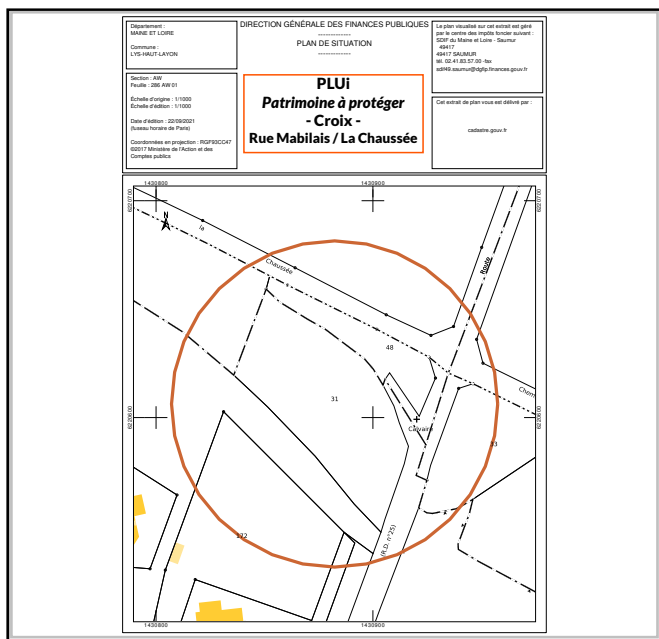 Département :
MAINE ET LOIRE
Commune :
LYS-HAUT-LAYON
Section : AW
Feuille : 286 AW 01
Échelle d'origine : 1/1000
Échelle d'édition : 1/1000
Date d'édition : 22/09/2021
(fuseau horaire de Paris)
Coordonnées en projection : RGF93CC47
©2017 Ministère de l'Action et des
Comptes publics
DIRECTION GÉNÉRALE DES FINANCES PUBLIQUES
-------------
PLAN DE SITUATION
-------------
PLUi
Patrimoine à protéger
- Croix -
Rue Mabilais / La Chaussée
Le plan visualisé sur cet extrait est géré
par le centre des impôts foncier suivant :
SDIF du Maine et Loire - Saumur
49417
49417 SAUMUR
tél. 02.41.83.57.00 -fax
sdif49.saumur@dgfip.finances.gouv.fr
Cet extrait de plan vous est délivré par :
cadastre.gouv.fr
1430800
1430900
6220700
6220700
N
la
Chaussée
Route
48
31
Calvaire
Chem
33
6220600
6220600
172
(R.D. n°25)
1430800
1430900